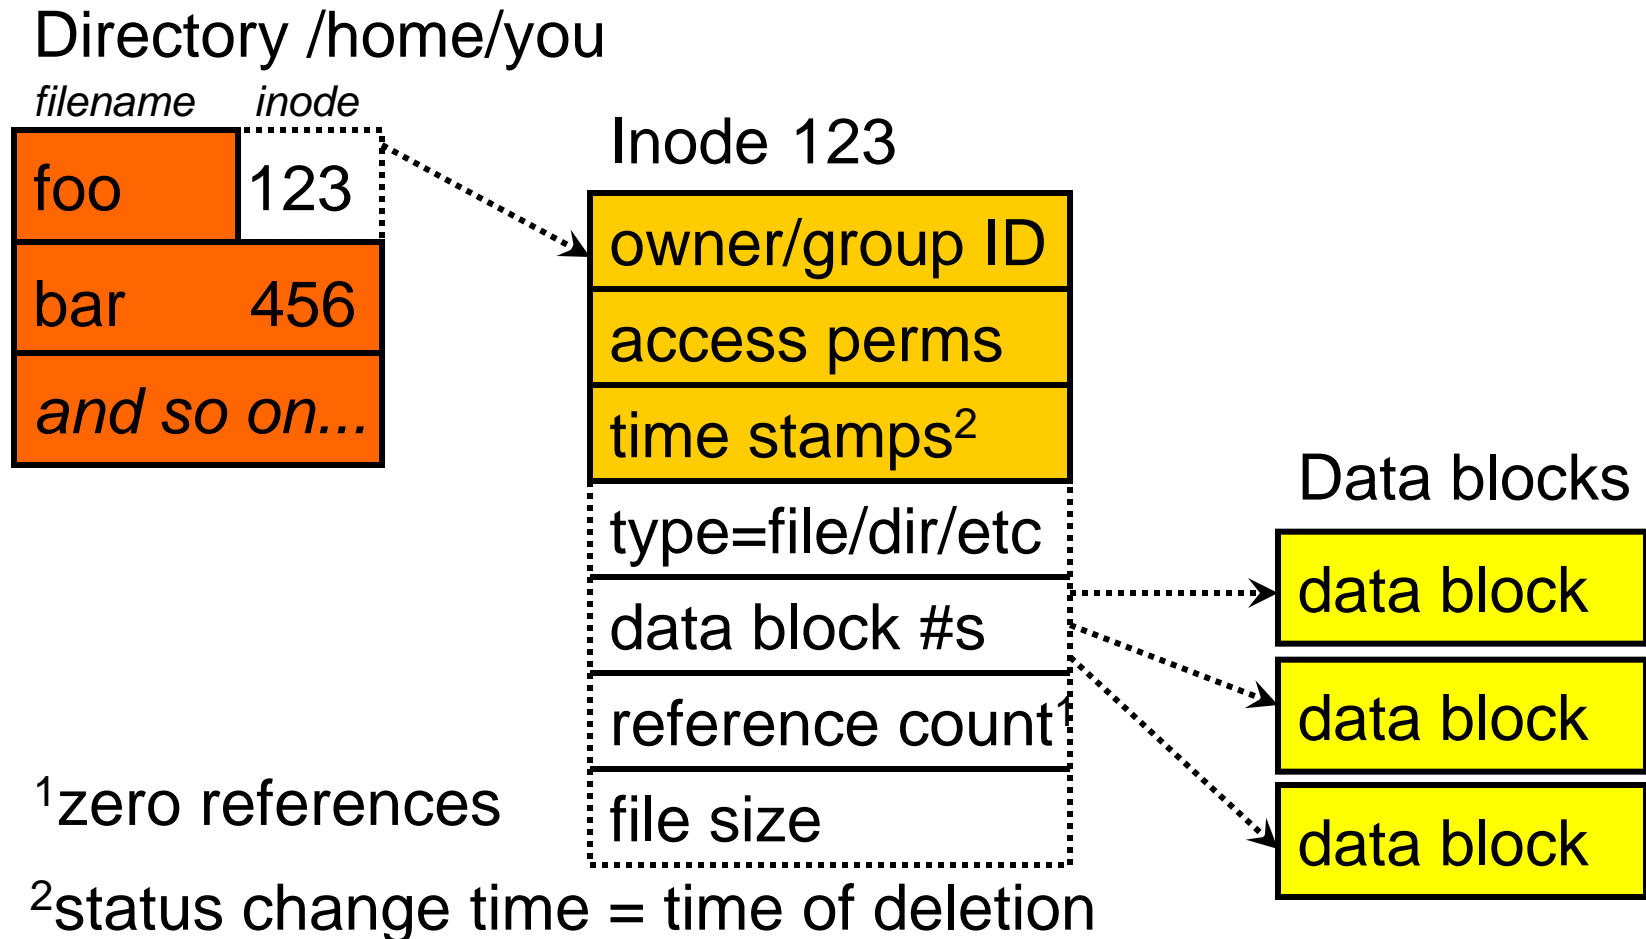 Directory /home/you
filename inode
foo 123
bar 456
and so on...
Inode 123
owner/group ID
access perms
time stamps²
type=file/dir/etc
data block #s
reference count¹
file size
Data blocks
data block
data block
data block
¹zero references
²status change time = time of deletion